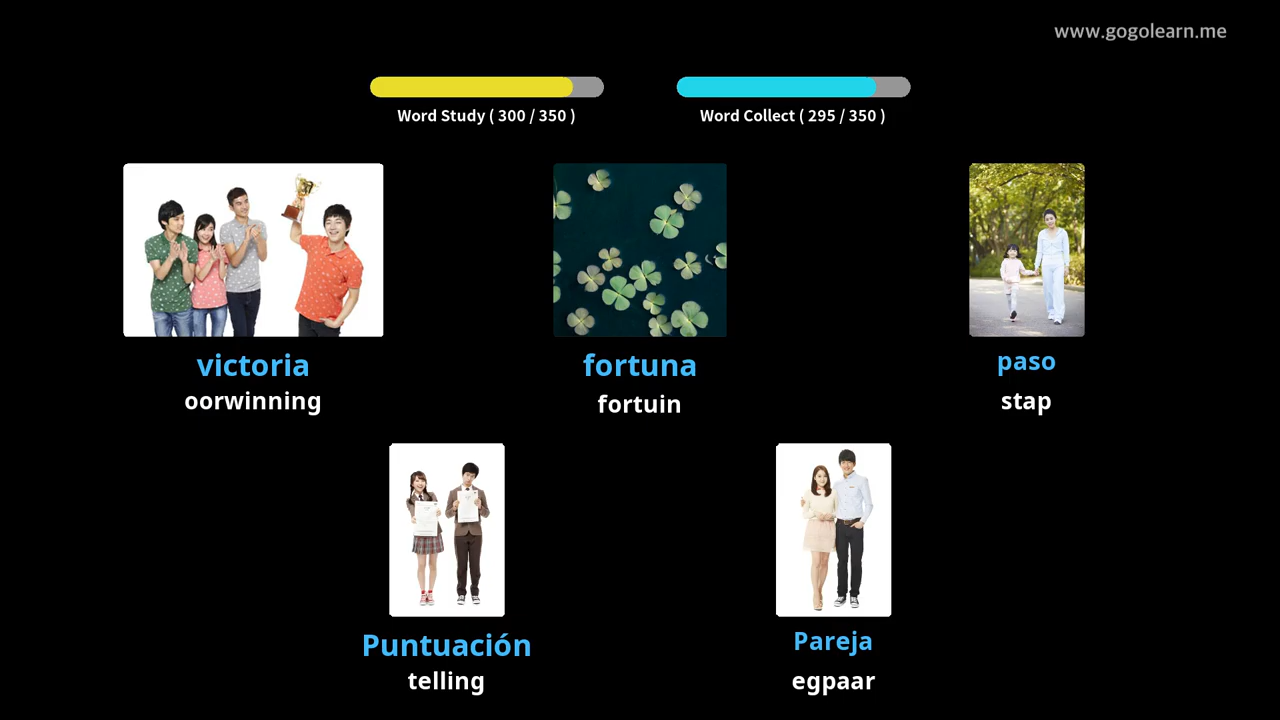 www.gogolearn.me
Word Study ( 300 / 350 )
Word Collect ( 295 / 350 )
victoria
oorwinning
fortuna
fortuin
paso
stap
Puntuación
telling
Pareja
egpaar